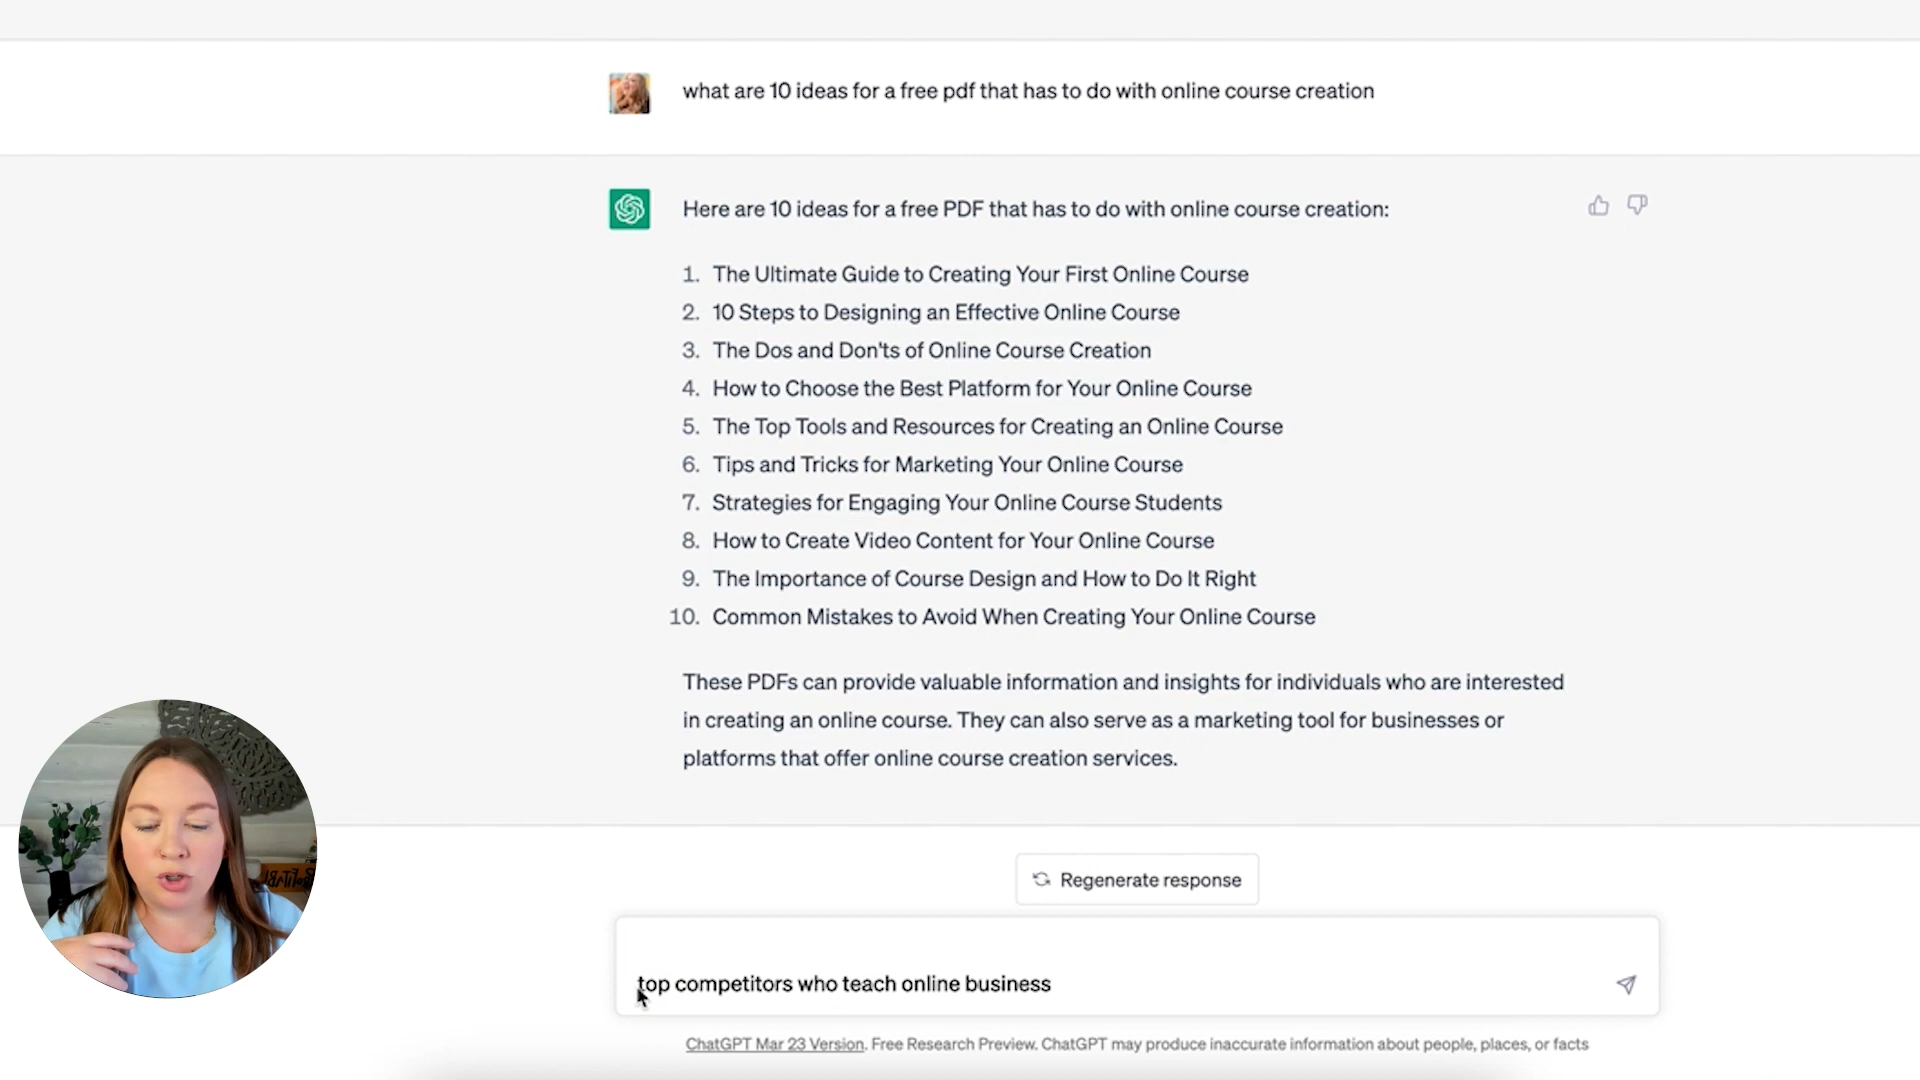 what are 10 ideas for a free pdf that has to do with online course creation
Here are 10 ideas for a free PDF that has to do with online course creation:
1. The Ultimate Guide to Creating Your First Online Course
2. 10 Steps to Designing an Effective Online Course
3. The Dos and Don'ts of Online Course Creation
4. How to Choose the Best Platform for Your Online Course
5. The Top Tools and Resources for Creating an Online Course
6. Tips and Tricks for Marketing Your Online Course
7. Strategies for Engaging Your Online Course Students
8. How to Create Video Content for Your Online Course
9. The Importance of Course Design and How to Do It Right
10. Common Mistakes to Avoid When Creating Your Online Course
These PDFs can provide valuable information and insights for individuals who are interested
in creating an online course. They can also serve as a marketing tool for businesses or
platforms that offer online course creation services.
Regenerate response
top competitors who teach online business
ChatGPT Mar 23 Version. Free Research Preview. ChatGPT may produce inaccurate information about people, places, or facts